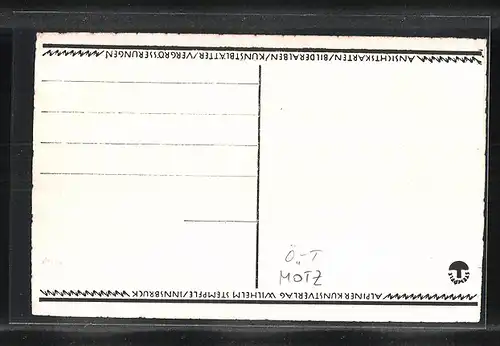 ANSICHTSKARTEN/BILDERALBEN/KUNSTBLÄTTER/VERGRÖSSERUNGEN
Ö„-T
MOTZ
ALPINER KUNSTVERLAG WILHELM STEMPFLE/INNSBRUCK